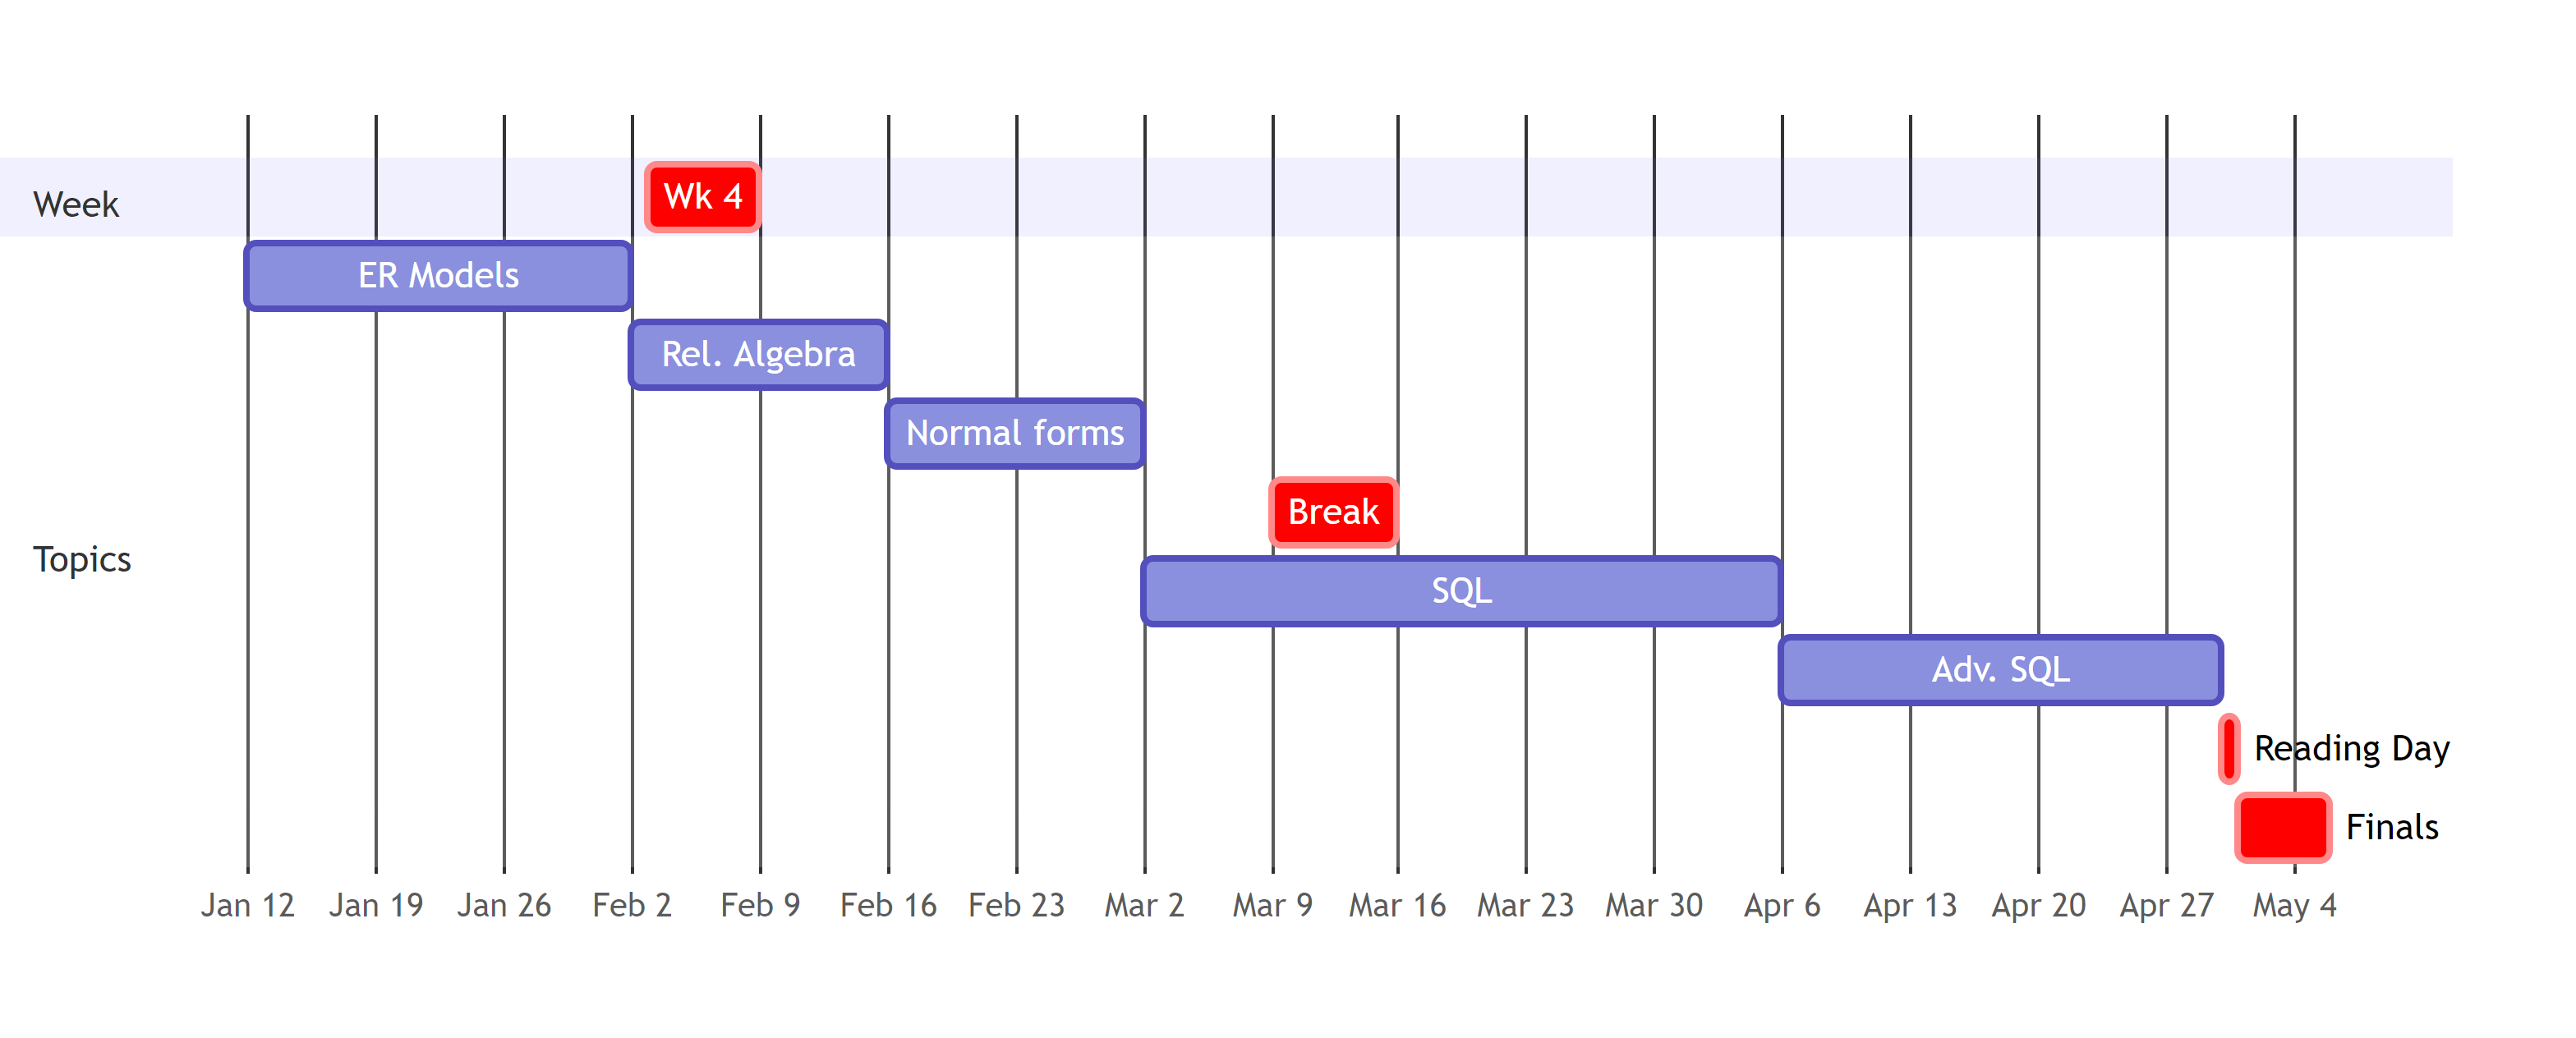 Week
Wk 4
ER Models
Rel. Algebra
Normal forms
Break
Topics
SQL
Adv. SQL
Reading Day
Finals
Jan 12 Jan 19 Jan 26 Feb 2 Feb 9 Feb 16 Feb 23 Mar 2 Mar 9 Mar 16 Mar 23 Mar 30 Apr 6 Apr 13 Apr 20 Apr 27 May 4